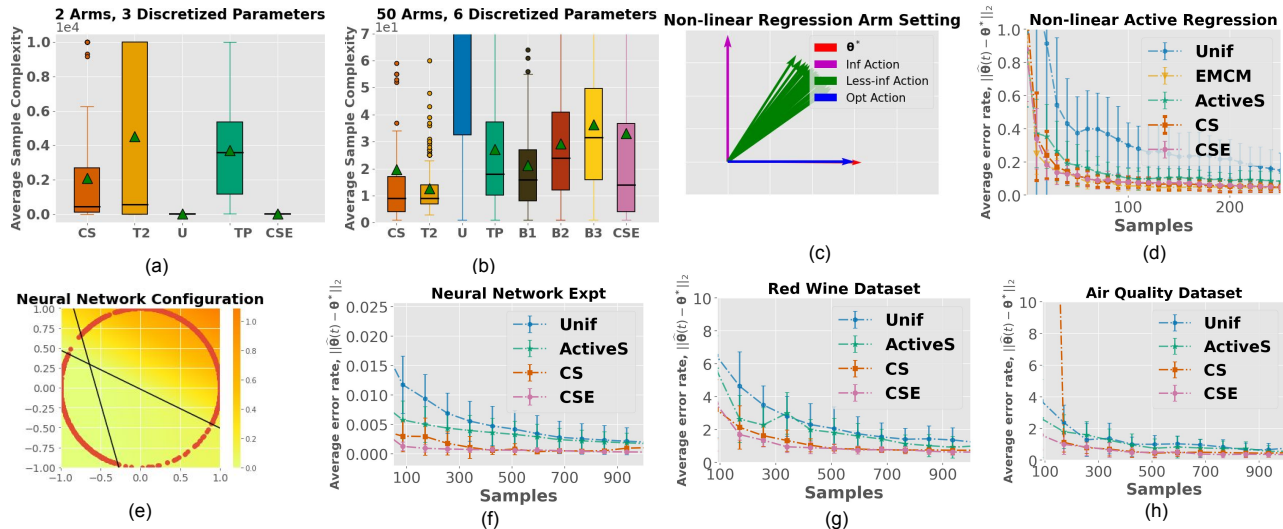 2 Arms, 3 Discretized Parameters
1e4
Average Sample Complexity
1.0
0.8
0.6
0.4
0.2
0.0
CS T2 U TP CSE
(a)
50 Arms, 6 Discretized Parameters
1e1
Average Sample Complexity
7
6
5
4
3
2
1
0
CS T2 U TP B1 B2 B3 CSE
(b)
Non-linear Regression Arm Setting
θ*
Inf Action
Less-inf Action
Opt Action
(c)
Non-linear Active Regression
Average error rate, ||θ̂(t) − θ*||₂
1.0
0.8
0.6
0.4
0.2
0.0
Unif
EMCM
ActiveS
CS
CSE
100 200
Samples
(d)
Neural Network Configuration
1.00
0.75
0.50
0.25
0.00
−0.25
−0.50
−0.75
−1.00
−1.0 −0.5 0.0 0.5 1.0
1.0
0.8
0.6
0.4
0.2
0.0
(e)
Neural Network Expt
Average error rate, ||θ̂(t) − θ*||₂
0.025
0.020
0.015
0.010
0.005
0.000
Unif
ActiveS
CS
CSE
100 300 500 700 900
Samples
(f)
Red Wine Dataset
Average error rate, ||θ̂(t) − θ*||₂
10
8
6
4
2
0
Unif
ActiveS
CS
CSE
100 300 500 700 900
Samples
(g)
Air Quality Dataset
Average error rate, ||θ̂(t) − θ*||₂
10
8
6
4
2
0
Unif
ActiveS
CS
CSE
100 300 500 700 900
Samples
(h)